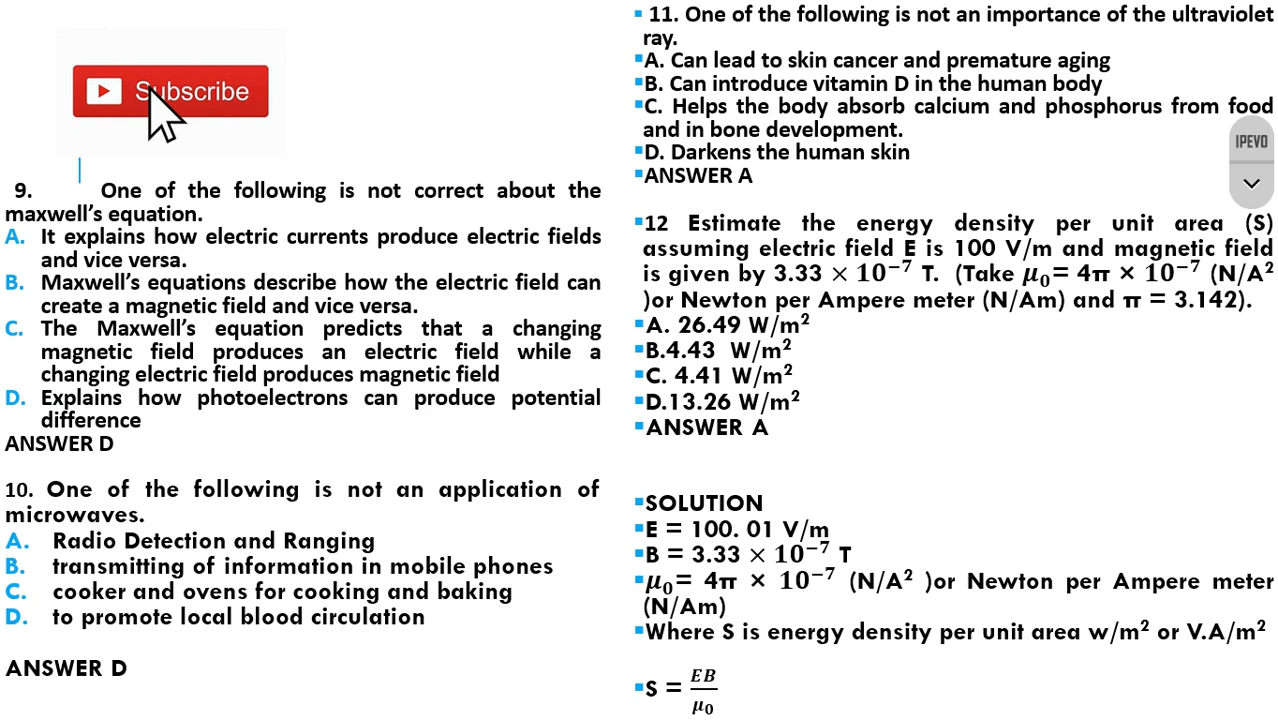 Subscribe
9. One of the following is not correct about the
maxwell's equation.
A. It explains how electric currents produce electric fields
and vice versa.
B. Maxwell's equations describe how the electric field can
create a magnetic field and vice versa.
C. The Maxwell's equation predicts that a changing
magnetic field produces an electric field while a
changing electric field produces magnetic field
D. Explains how photoelectrons can produce potential
difference
ANSWER D
10. One of the following is not an application of
microwaves.
A. Radio Detection and Ranging
B. transmitting of information in mobile phones
C. cooker and ovens for cooking and baking
D. to promote local blood circulation
ANSWER D
11. One of the following is not an importance of the ultraviolet
ray.
A. Can lead to skin cancer and premature aging
B. Can introduce vitamin D in the human body
C. Helps the body absorb calcium and phosphorus from food
and in bone development.
D. Darkens the human skin
ANSWER A
IPEVO
12 Estimate the energy density per unit area (S)
assuming electric field E is 100 V/m and magnetic field
is given by 3.33 × 10⁻⁷ T. (Take μ₀= 4π × 10⁻⁷ (N/A²
)or Newton per Ampere meter (N/Am) and π = 3.142).
A. 26.49 W/m²
B.4.43 W/m²
C. 4.41 W/m²
D.13.26 W/m²
ANSWER A
SOLUTION
E = 100. 01 V/m
B = 3.33 × 10⁻⁷ T
μ₀= 4π × 10⁻⁷ (N/A² )or Newton per Ampere meter
(N/Am)
Where S is energy density per unit area w/m² or V.A/m²
S = EB/μ₀